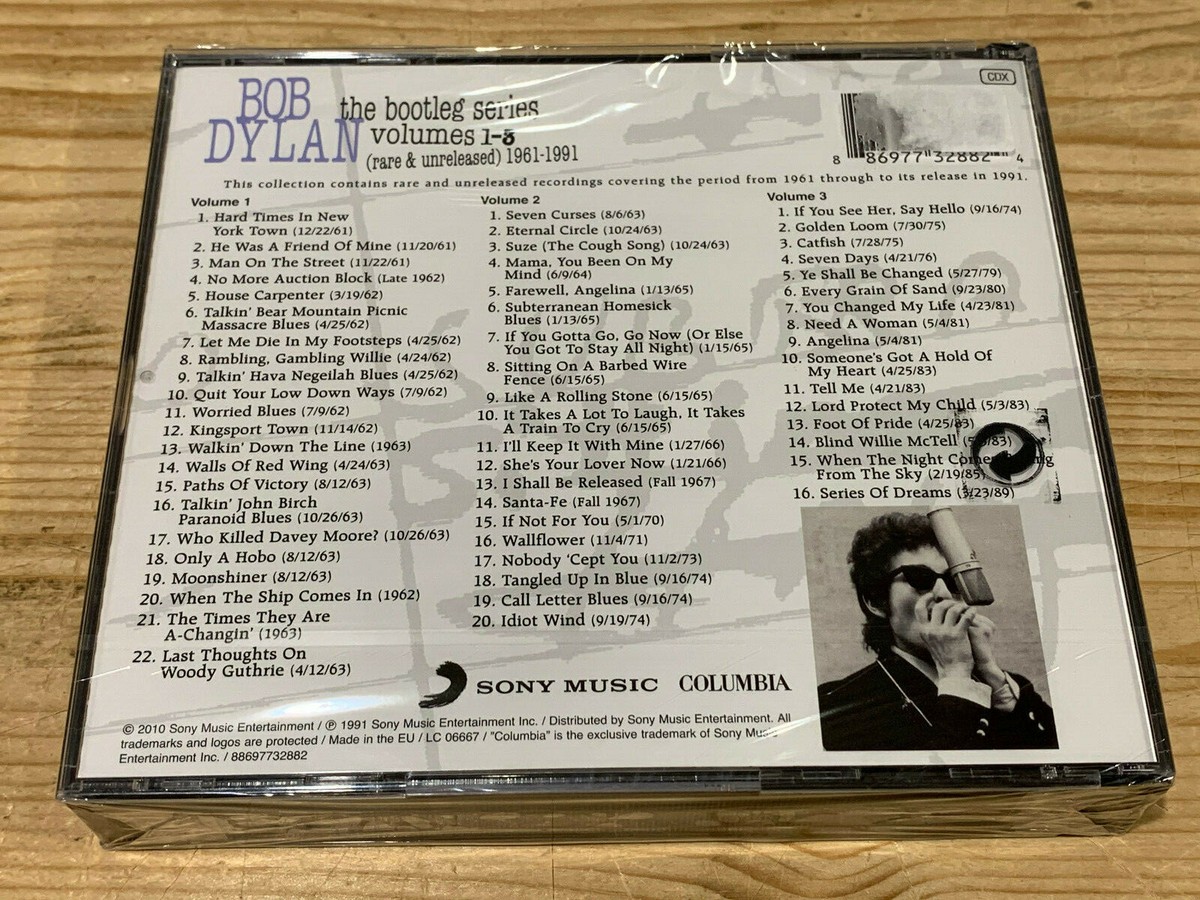 BOB
DYLAN
the bootleg series
volumes 1-3
(rare & unreleased) 1961-1991
CDX
8 86977 32882 4
This collection contains rare and unreleased recordings covering the period from 1961 through to its release in 1991.
Volume 1
1. Hard Times In New
York Town (12/22/61)
2. He Was A Friend Of Mine (11/20/61)
3. Man On The Street (11/22/61)
4. No More Auction Block (Late 1962)
5. House Carpenter (3/19/62)
6. Talkin' Bear Mountain Picnic
Massacre Blues (4/25/62)
7. Let Me Die In My Footsteps (4/25/62)
8. Rambling, Gambling Willie (4/24/62)
9. Talkin' Hava Negeilah Blues (4/25/62)
10. Quit Your Low Down Ways (7/9/62)
11. Worried Blues (7/9/62)
12. Kingsport Town (11/14/62)
13. Walkin' Down The Line (1963)
14. Walls Of Red Wing (4/24/63)
15. Paths Of Victory (8/12/63)
16. Talkin' John Birch
Paranoid Blues (10/26/63)
17. Who Killed Davey Moore? (10/26/63)
18. Only A Hobo (8/12/63)
19. Moonshiner (8/12/63)
20. When The Ship Comes In (1962)
21. The Times They Are
A-Changin' (1963)
22. Last Thoughts On
Woody Guthrie (4/12/63)
Volume 2
1. Seven Curses (8/6/63)
2. Eternal Circle (10/24/63)
3. Suze (The Cough Song) (10/24/63)
4. Mama, You Been On My
Mind (6/9/64)
5. Farewell, Angelina (1/13/65)
6. Subterranean Homesick
Blues (1/13/65)
7. If You Gotta Go, Go Now (Or Else
You Got To Stay All Night) (1/15/65)
8. Sitting On A Barbed Wire
Fence (6/15/65)
9. Like A Rolling Stone (6/15/65)
10. It Takes A Lot To Laugh, It Takes
A Train To Cry (6/15/65)
11. I'll Keep It With Mine (1/27/66)
12. She's Your Lover Now (1/21/66)
13. I Shall Be Released (Fall 1967)
14. Santa-Fe (Fall 1967)
15. If Not For You (5/1/70)
16. Wallflower (11/4/71)
17. Nobody 'Cept You (11/2/73)
18. Tangled Up In Blue (9/16/74)
19. Call Letter Blues (9/16/74)
20. Idiot Wind (9/19/74)
Volume 3
1. If You See Her, Say Hello (9/16/74)
2. Golden Loom (7/30/75)
3. Catfish (7/28/75)
4. Seven Days (4/21/76)
5. Ye Shall Be Changed (5/27/79)
6. Every Grain Of Sand (9/23/80)
7. You Changed My Life (4/23/81)
8. Need A Woman (5/4/81)
9. Angelina (5/4/81)
10. Someone's Got A Hold Of
My Heart (4/25/83)
11. Tell Me (4/21/83)
12. Lord Protect My Child (5/3/83)
13. Foot Of Pride (4/25/83)
14. Blind Willie McTell
15. When The Night
From The Sky (2/19/85)
16. Series Of Dreams (3/23/89)
SONY MUSIC COLUMBIA
© 2010 Sony Music Entertainment / ℗ 1991 Sony Music Entertainment Inc. / Distributed by Sony Music Entertainment. All
trademarks and logos are protected / Made in the EU / LC 06667 / "Columbia" is the exclusive trademark of Sony Music
Entertainment Inc. / 88697732882